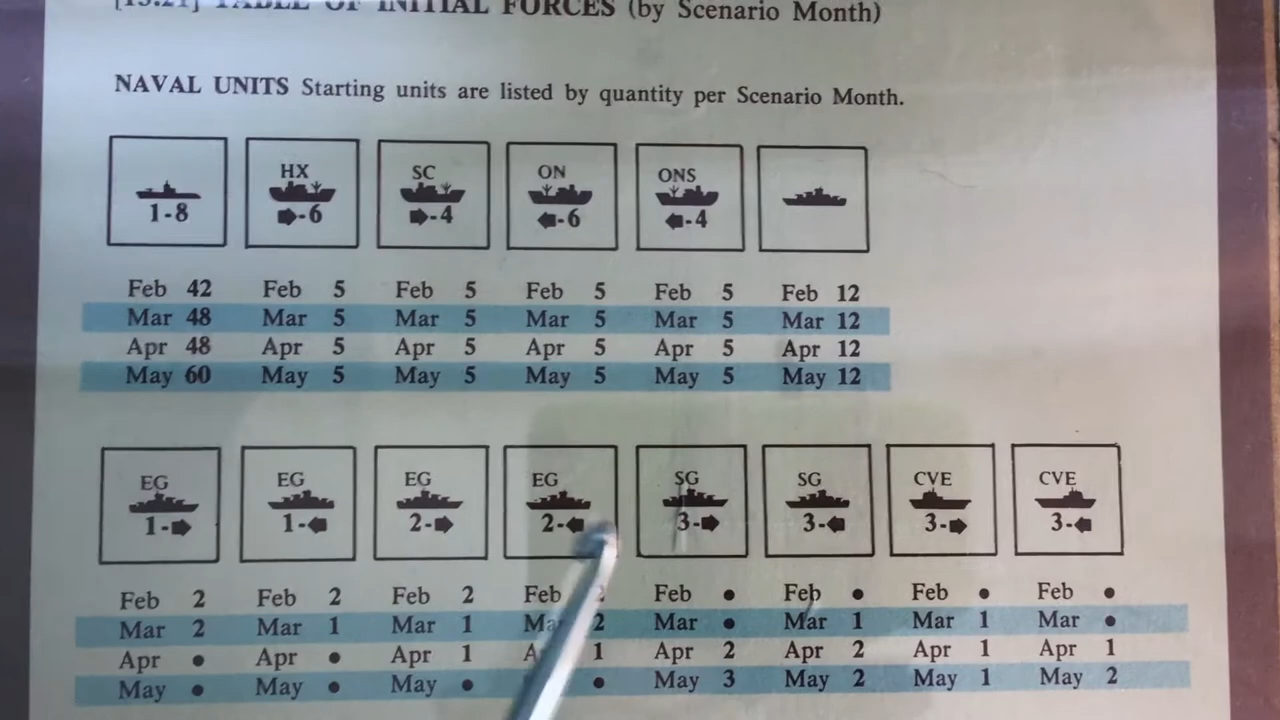 [13.21] TABLE OF INITIAL FORCES (by Scenario Month)
NAVAL UNITS Starting units are listed by quantity per Scenario Month.
HX SC ON ONS
1-8 -6 -4 -6 -4
Feb 42 Feb 5 Feb 5 Feb 5 Feb 5 Feb 12
Mar 48 Mar 5 Mar 5 Mar 5 Mar 5 Mar 12
Apr 48 Apr 5 Apr 5 Apr 5 Apr 5 Apr 12
May 60 May 5 May 5 May 5 May 5 May 12
EG EG EG EG SG SG CVE CVE
1- 1- 2- 2- 3- 3- 3- 3-
Feb 2 Feb 2 Feb 2 Feb Feb • Feb • Feb • Feb •
Mar 2 Mar 1 Mar 1 2 Mar • Mar 1 Mar 1 Mar •
Apr • Apr • Apr 1 1 Apr 2 Apr 2 Apr 1 Apr 1
May • May • May • • May 3 May 2 May 1 May 2